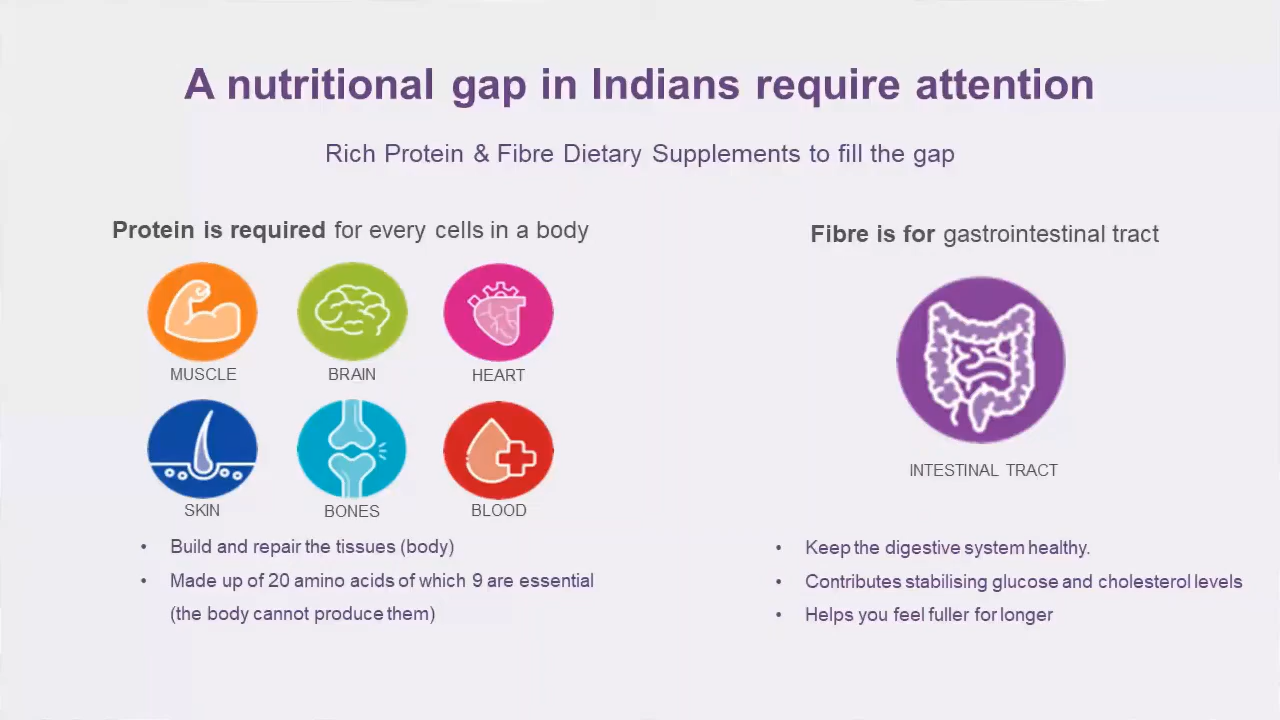 A nutritional gap in Indians require attention
Rich Protein & Fibre Dietary Supplements to fill the gap
Protein is required for every cells in a body
MUSCLE
BRAIN
HEART
SKIN
BONES
BLOOD
• Build and repair the tissues (body)
• Made up of 20 amino acids of which 9 are essential
(the body cannot produce them)
Fibre is for gastrointestinal tract
INTESTINAL TRACT
• Keep the digestive system healthy.
• Contributes stabilising glucose and cholesterol levels
• Helps you feel fuller for longer